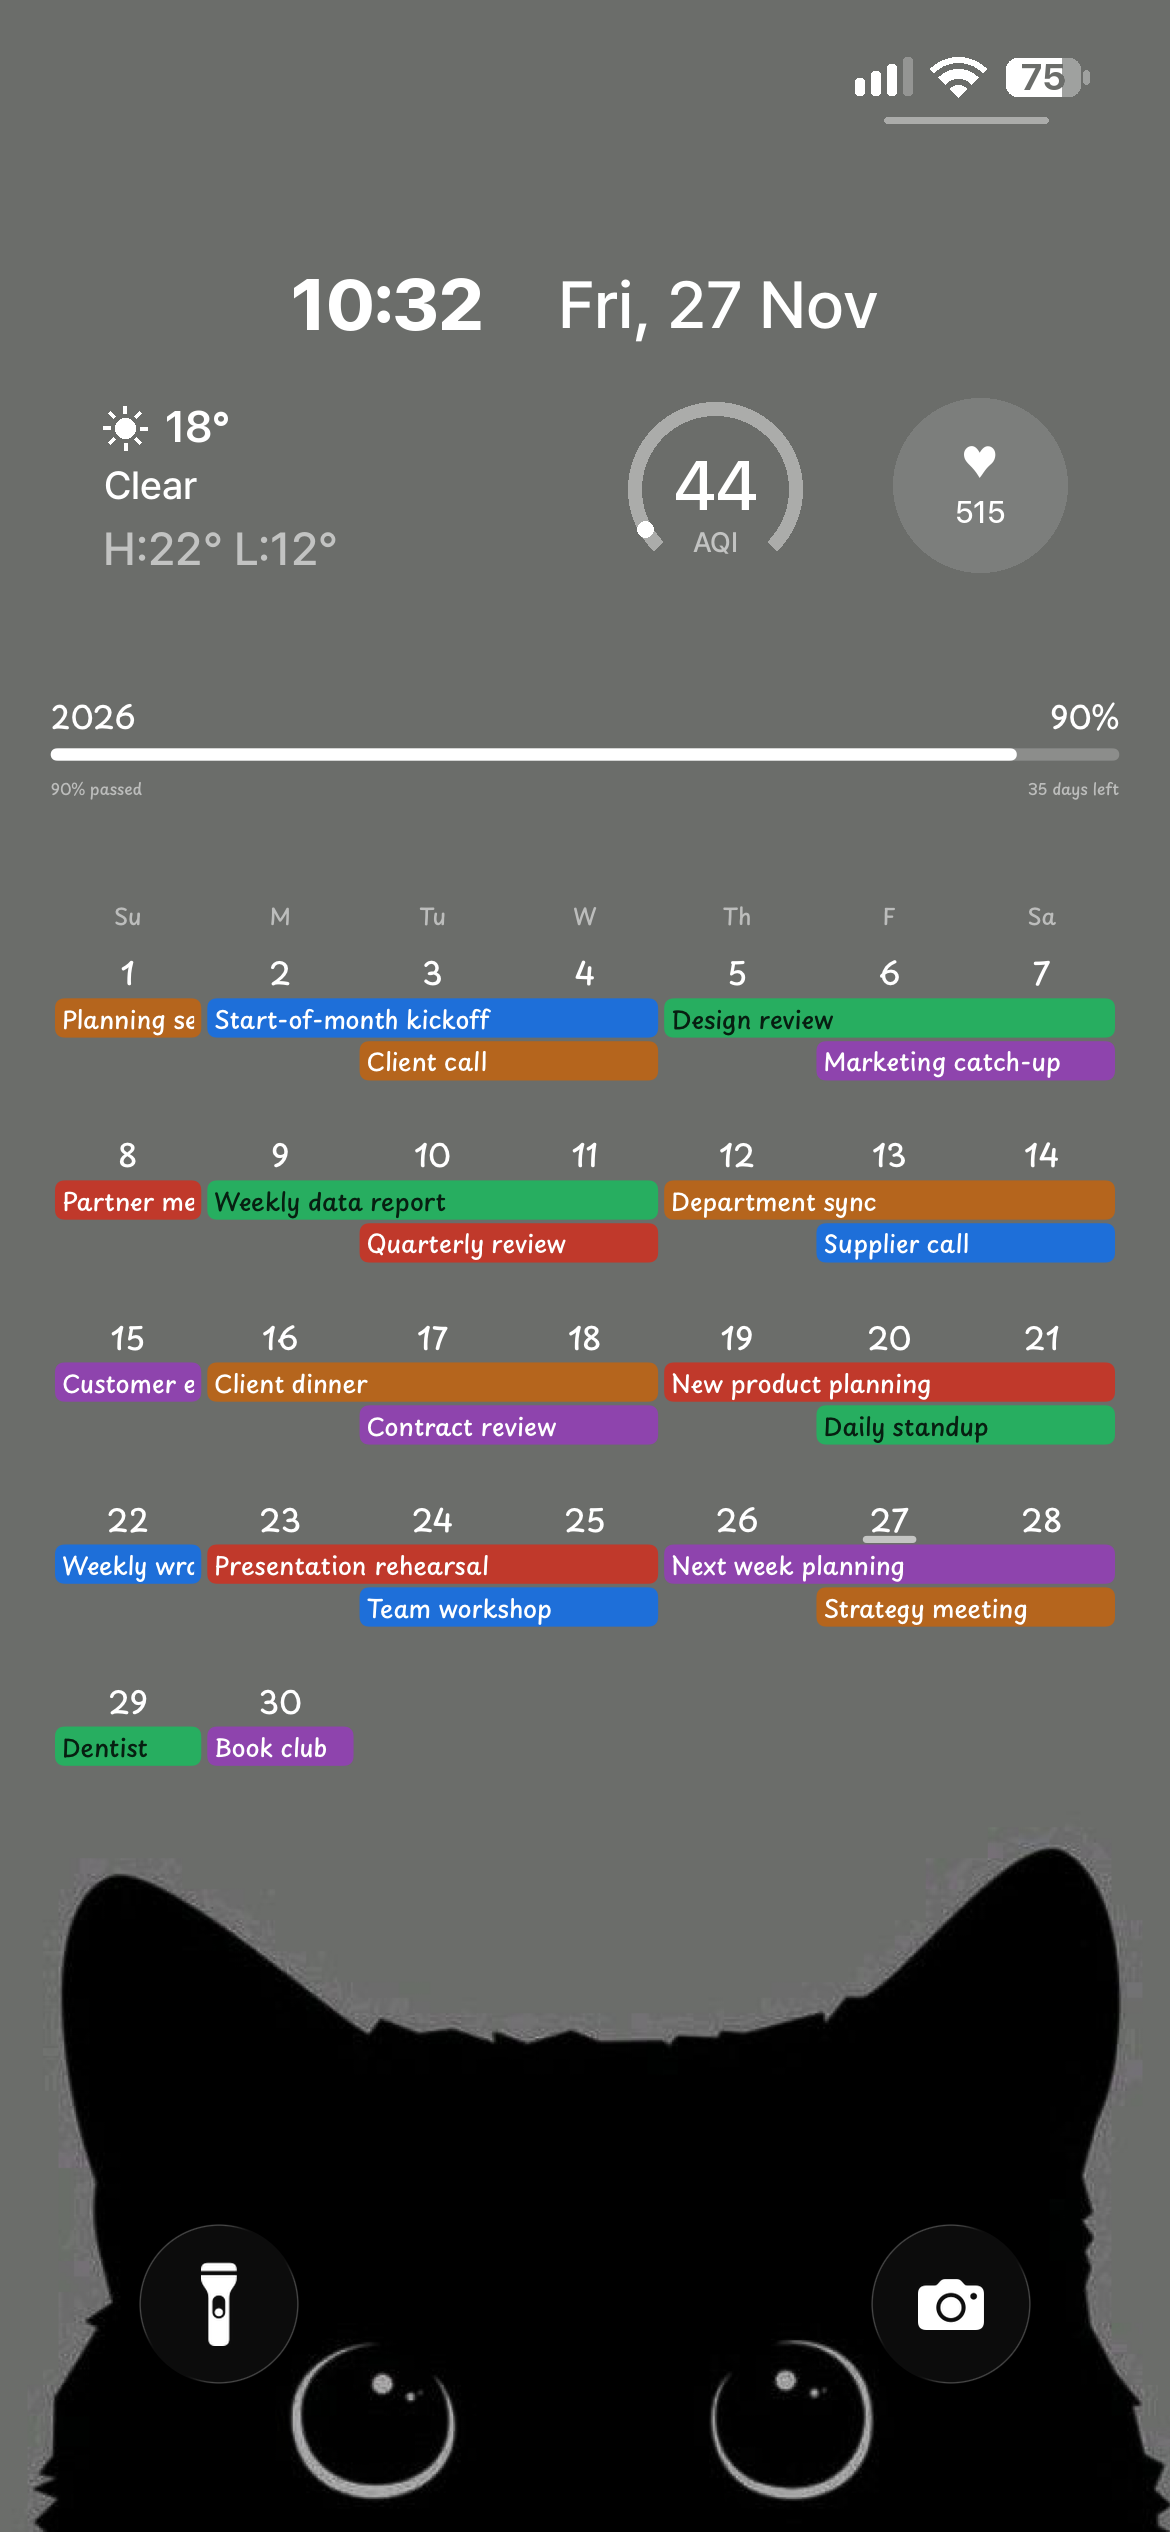 75
10:32 Fri, 27 Nov
18°
Clear
H:22° L:12°
44
AQI
515
2026 90%
90% passed 35 days left
Su M Tu W Th F Sa
1 2 3 4 5 6 7
Planning se Start-of-month kickoff Design review
Client call Marketing catch-up
8 9 10 11 12 13 14
Partner me Weekly data report Department sync
Quarterly review Supplier call
15 16 17 18 19 20 21
Customer e Client dinner New product planning
Contract review Daily standup
22 23 24 25 26 27 28
Weekly wrc Presentation rehearsal Next week planning
Team workshop Strategy meeting
29 30
Dentist Book club